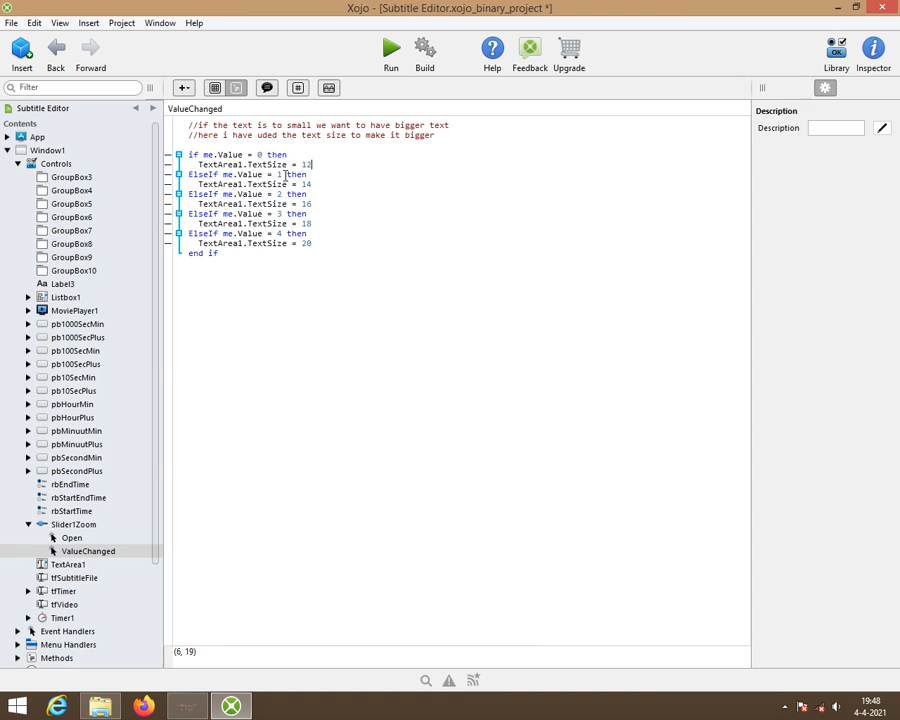 Xojo - [Subtitle Editor.xojo_binary_project *]
File Edit View Insert Project Window Help
Insert Back Forward Run Build Help Feedback Upgrade OK Library Inspector
Filter
Subtitle Editor
ValueChanged
Contents
App
Window1
Controls
GroupBox3
GroupBox4
GroupBox5
GroupBox6
GroupBox7
GroupBox8
GroupBox9
GroupBox10
Aa Label3
Listbox1
MoviePlayer1
pb1000SecMin
pb1000SecPlus
pb100SecMin
pb100SecPlus
pb10SecMin
pb10SecPlus
pbHourMin
pbHourPlus
pbMinuutMin
pbMinuutPlus
pbSecondMin
pbSecondPlus
rbEndTime
rbStartEndTime
rbStartTime
Slider1Zoom
Open
ValueChanged
TextArea1
tfSubtitleFile
tfTimer
tfVideo
Timer1
Event Handlers
Menu Handlers
Methods
//if the text is to small we want to have bigger text
//here i have uded the text size to make it bigger
if me.Value = 0 then
TextArea1.TextSize = 12
ElseIf me.Value = 1 then
TextArea1.TextSize = 14
ElseIf me.Value = 2 then
TextArea1.TextSize = 16
ElseIf me.Value = 3 then
TextArea1.TextSize = 18
ElseIf me.Value = 4 then
TextArea1.TextSize = 20
end if
(6, 19)
Description
Description
19:48
4-4-2021